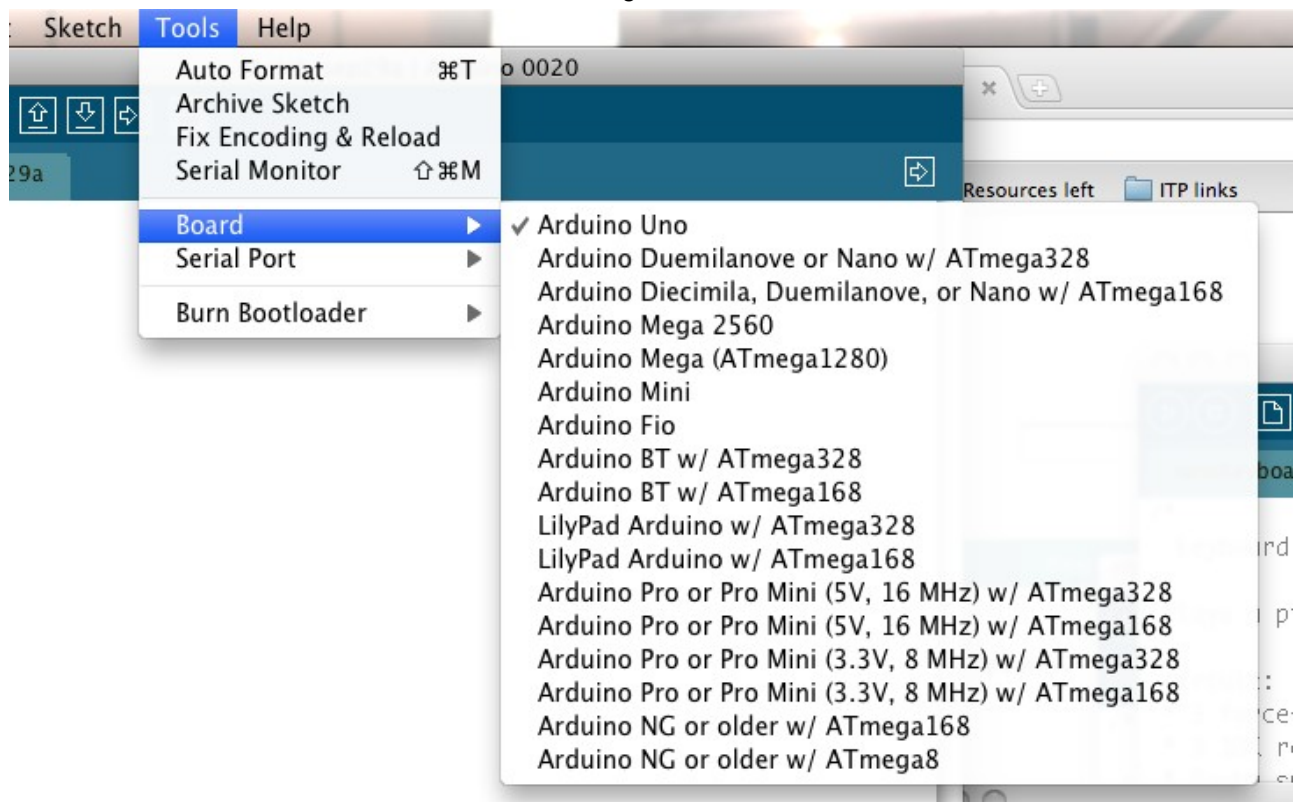 Sketch Tools Help
o 0020
Auto Format ⌘T
Archive Sketch
Fix Encoding & Reload
Serial Monitor ⇧⌘M
29a
Resources left ITP links
Board
Serial Port
Burn Bootloader
✓ Arduino Uno
Arduino Duemilanove or Nano w/ ATmega328
Arduino Diecimila, Duemilanove, or Nano w/ ATmega168
Arduino Mega 2560
Arduino Mega (ATmega1280)
Arduino Mini
Arduino Fio
Arduino BT w/ ATmega328
Arduino BT w/ ATmega168
LilyPad Arduino w/ ATmega328
LilyPad Arduino w/ ATmega168
Arduino Pro or Pro Mini (5V, 16 MHz) w/ ATmega328
Arduino Pro or Pro Mini (5V, 16 MHz) w/ ATmega168
Arduino Pro or Pro Mini (3.3V, 8 MHz) w/ ATmega328
Arduino Pro or Pro Mini (3.3V, 8 MHz) w/ ATmega168
Arduino NG or older w/ ATmega168
Arduino NG or older w/ ATmega8